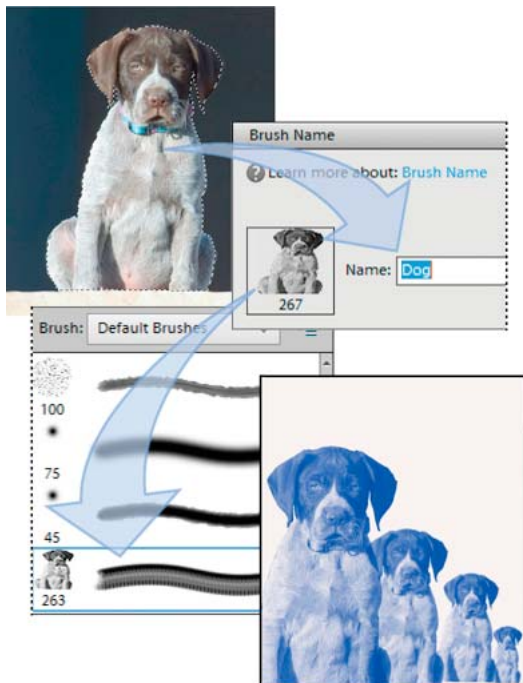 Brush Name
? Learn more about: Brush Name
Name: Dog
267
Brush: Default Brushes
100
75
45
263